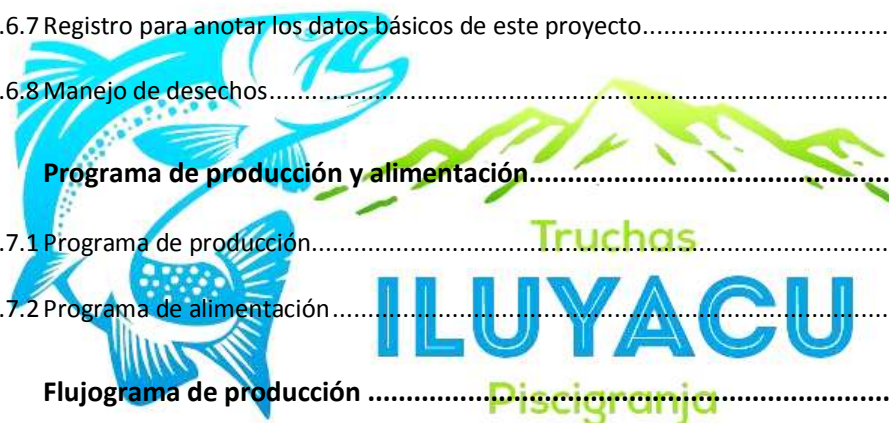 .6.7 Registro para anotar los datos básicos de este proyecto.................................
.6.8 Manejo de desechos.....................................................................................
Programa de producción y alimentación...............................................
Truchas
.7.1 Programa de producción..............................................................................
.7.2 Programa de alimentación...........................................................................
ILUYACU
Flujograma de producción ....................................................................
Piscigranja